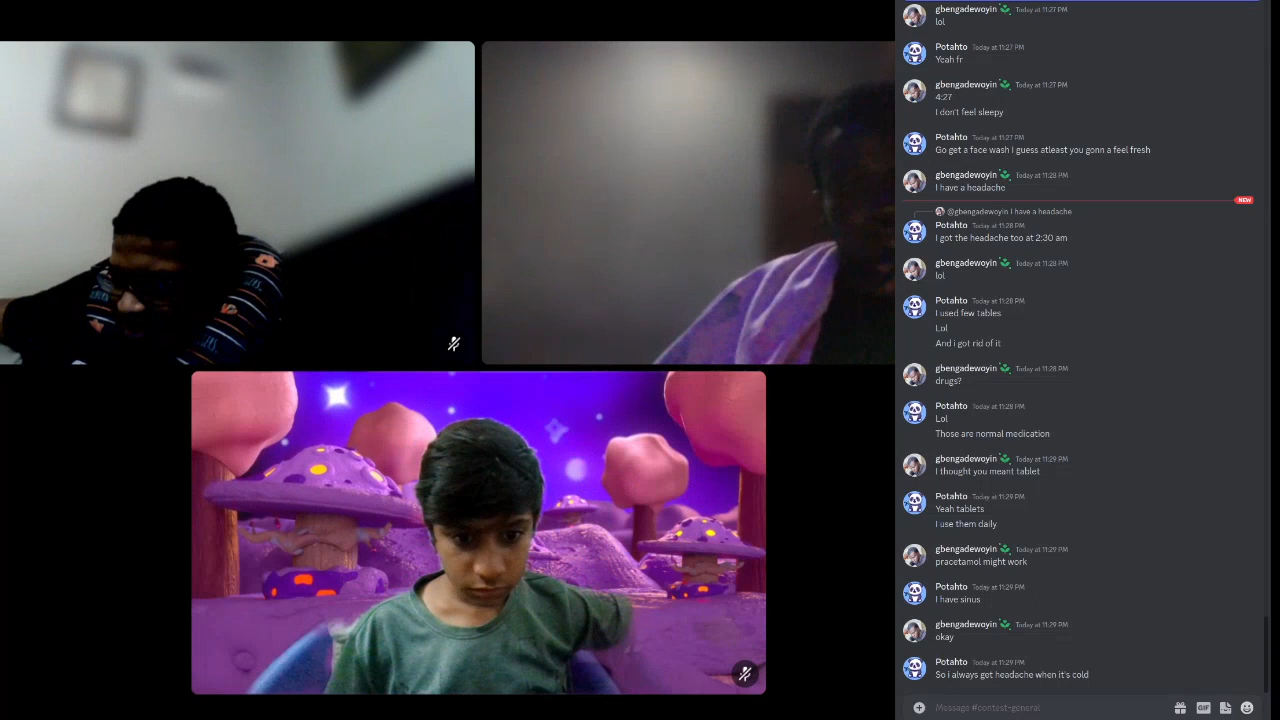 gbengadewoyin Today at 11:27 PM
lol
Potahto Today at 11:27 PM
Yeah fr
gbengadewoyin Today at 11:27 PM
4:27
I don't feel sleepy
Potahto Today at 11:27 PM
Go get a face wash I guess atleast you gonn a feel fresh
gbengadewoyin Today at 11:28 PM
I have a headache
NEW
@gbengadewoyin I have a headache
Potahto Today at 11:28 PM
I got the headache too at 2:30 am
gbengadewoyin Today at 11:28 PM
lol
Potahto Today at 11:28 PM
I used few tables
Lol
And i got rid of it
gbengadewoyin Today at 11:28 PM
drugs?
Potahto Today at 11:28 PM
Lol
Those are normal medication
gbengadewoyin Today at 11:29 PM
I thought you meant tablet
Potahto Today at 11:29 PM
Yeah tablets
I use them daily
gbengadewoyin Today at 11:29 PM
pracetamol might work
Potahto Today at 11:29 PM
I have sinus
gbengadewoyin Today at 11:29 PM
okay
Potahto Today at 11:29 PM
So i always get headache when it's cold
Message #contest-general
GIF